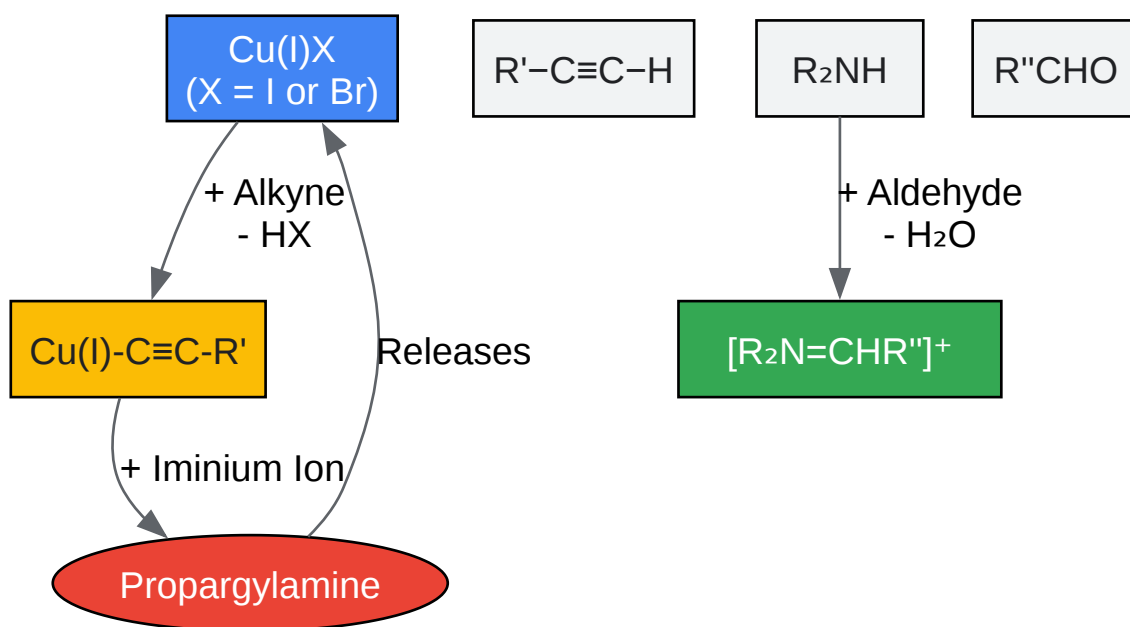 Cu(I)X
(X = I or Br)
R'−C≡C−H
R₂NH
R"CHO
+ Alkyne
- HX
+ Aldehyde
- H₂O
Cu(I)-C≡C-R'
Releases
[R₂N=CHR"]⁺
+ Iminium Ion
Propargylamine